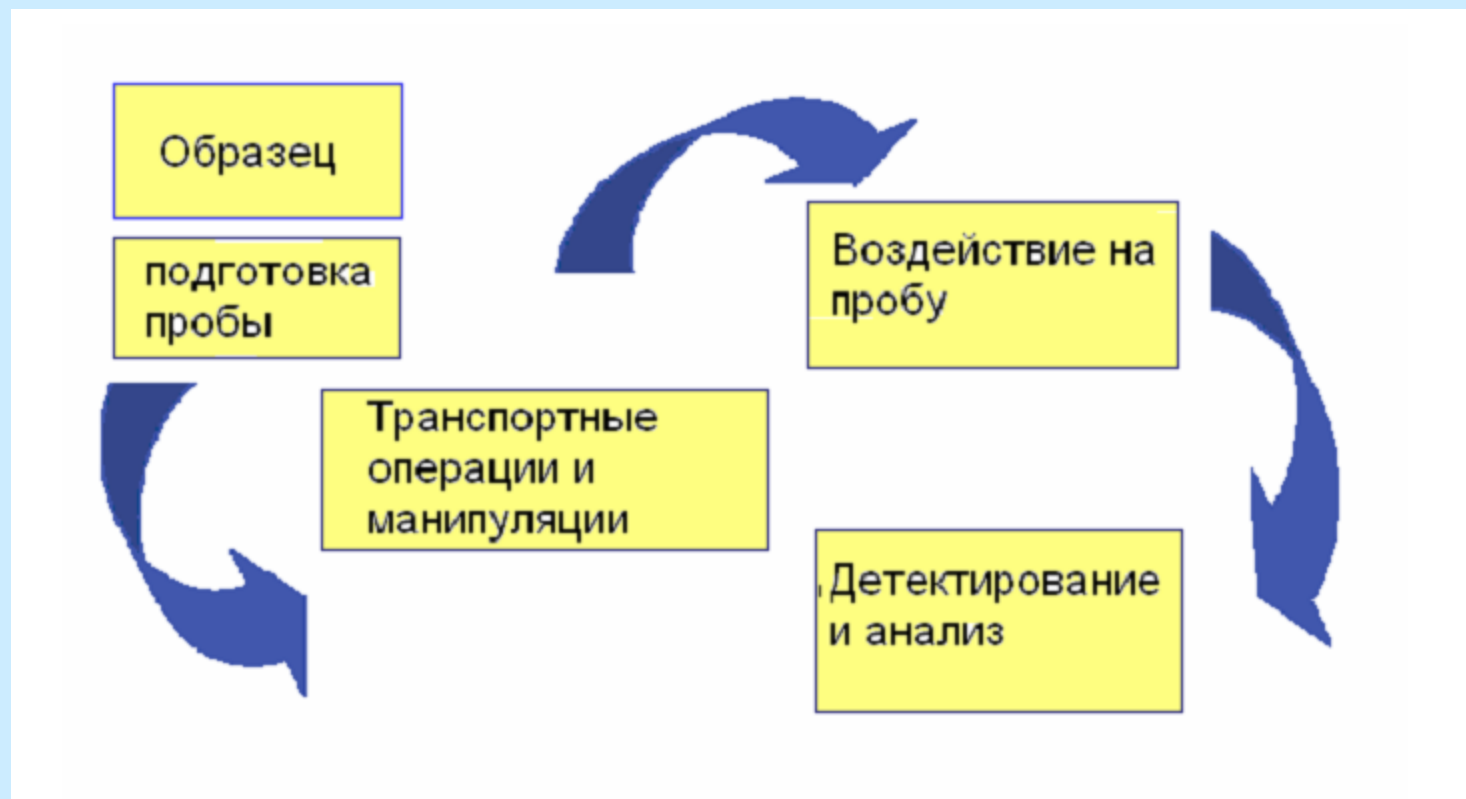 Образец
подготовка
пробы
Транспортные
операции и
манипуляции
Воздействие на
пробу
Детектирование
и анализ